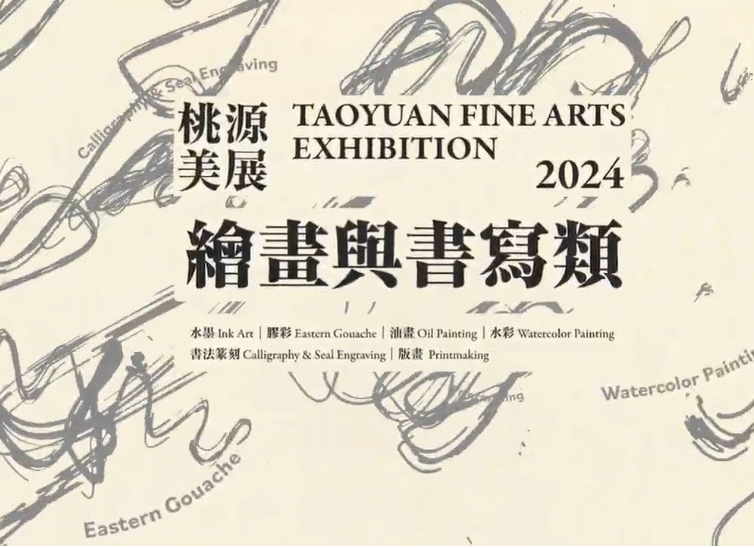 Calligraphy & Seal Engraving
桃源
美展
TAOYUAN FINE ARTS
EXHIBITION
2024
繪畫與書寫類
水墨 Ink Art｜膠彩 Eastern Gouache｜油畫 Oil Painting｜水彩 Watercolor Painting
書法篆刻 Calligraphy & Seal Engraving｜版畫 Printmaking
Watercolor Paintin
Eastern Gouache